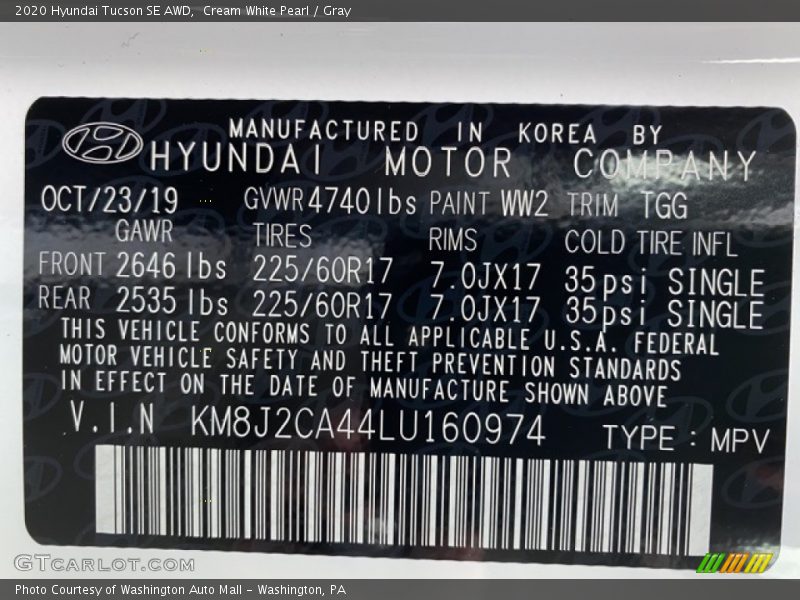 2020 Hyundai Tucson SE AWD,  Cream White Pearl / Gray
MANUFACTURED IN KOREA BY
HYUNDAI MOTOR COMPANY
OCT/23/19 GVWR 4740lbs PAINT WW2 TRIM TGG
GAWR TIRES RIMS COLD TIRE INFL
FRONT 2646 lbs 225/60R17 7.0JX17 35psi SINGLE
REAR 2535 lbs 225/60R17 7.0JX17 35psi SINGLE
THIS VEHICLE CONFORMS TO ALL APPLICABLE U.S.A. FEDERAL
MOTOR VEHICLE SAFETY AND THEFT PREVENTION STANDARDS
IN EFFECT ON THE DATE OF MANUFACTURE SHOWN ABOVE
V.I.N KM8J2CA44LU160974 TYPE : MPV
GTCARLOT.COM
Photo Courtesy of Washington Auto Mall - Washington, PA